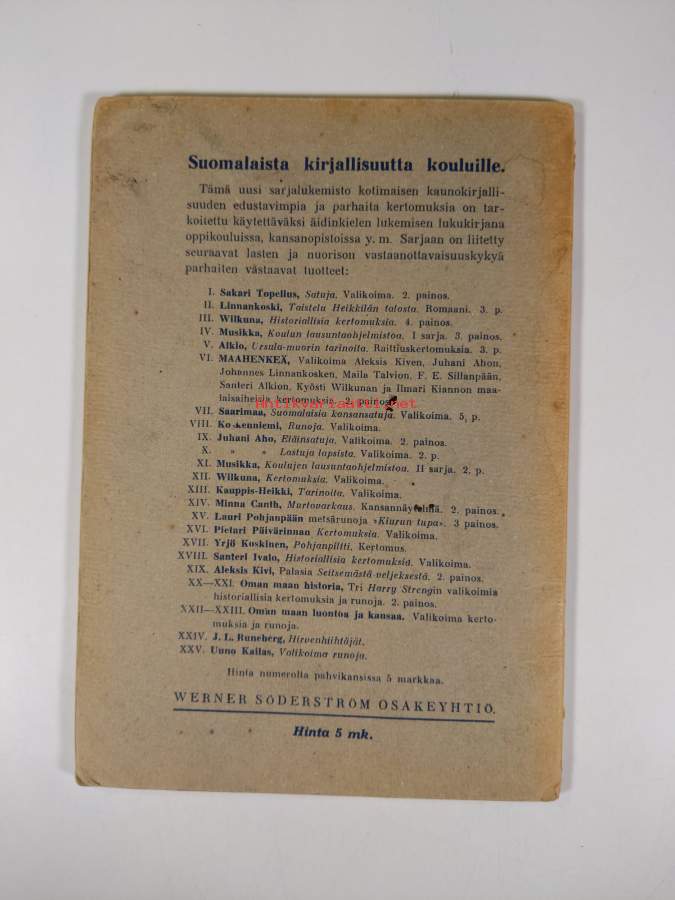 Suomalaista kirjallisuutta kouluille.
Tämä uusi sarjalukemisto kotimaisen kaunokirjalli-
suuden edustavimpia ja parhaita kertomuksia on tar-
koitettu käytettäväksi äidinkielen lukemisen lukukirjana
oppikouluissa, kansanopistoissa y. m. Sarjaan on liitetty
seuraavat lasten ja nuorison vastaanottavaisuuskykyä
parhaiten vastaavat tuotteet:
I. Sakari Topelius, Satuja. Valikoima. 2. painos.
II. Linnankoski, Taistelu Heikkilän talosta. Romaani. 3. p.
III. Wilkuna, Historiallisia kertomuksia. 4. painos.
IV. Musikka, Koulun lausuntaohjelmistoa. I sarja. 3. painos.
V. Alkio, Ursula-muorin tarinoita. Raittiuskertomuksia. 3. p.
VI. MAAHENKEÄ, Valikoima Aleksis Kiven, Juhani Ahon,
Johannes Linnankosken, Maila Talvion, F. E. Sillanpään,
Santeri Alkion, Kyösti Wilkunan ja Ilmari Kiannon maa-
laisaiheisia kertomuksia. 2. painos.
Antikvariaatti.net
VII. Saarimaa, Suomalaisia kansansatuja. Valikoima. 5. p.
VIII. Koskenniemi, Runoja. Valikoima.
IX. Juhani Aho, Eläinsatuja. Valikoima. 2. painos.
X. » » Lastuja lapsista. Valikoima. 2. p.
XI. Musikka, Koulujen lausuntaohjelmistoa. II sarja. 2. p.
XII. Wilkuna, Kertomuksia. Valikoima.
XIII. Kauppis-Heikki, Tarinoita. Valikoima.
XIV. Minna Canth, Murtovarkaus. Kansannäytelmä. 2. painos.
XV. Lauri Pohjanpään metsärunoja »Kiurun tupa». 3 painos.
XVI. Pietari Päivärinnan Kertomuksia. Valikoima.
XVII. Yrjö Koskinen, Pohjanpiltti. Kertomus.
XVIII. Santeri Ivalo, Historiallisia kertomuksia. Valikoima.
XIX. Aleksis Kivi, Palasia Seitsemästä veljeksestä. 2. painos.
XX—XXI. Oman maan historia, Tri Harry Strengin valikoimia
historiallisia kertomuksia ja runoja. 2. painos.
XXII—XXIII. Oman maan luontoa ja kansaa. Valikoima kerto-
muksia ja runoja.
XXIV. J. L. Runeberg, Hirvenhiihtäjät.
XXV. Uuno Kailas, Valikoima runoja.
Hinta numerolta pahvikansissa 5 markkaa.
WERNER SÖDERSTRÖM OSAKEYHTIÖ.
Hinta 5 mk.